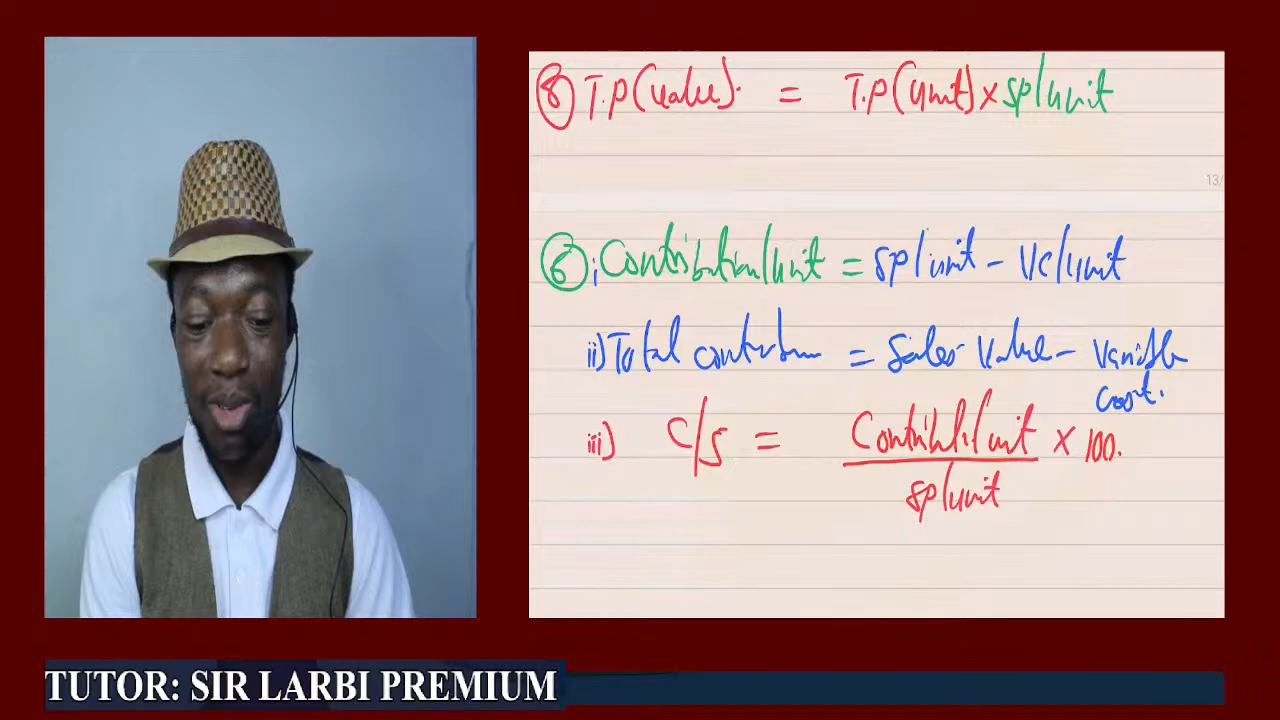 ⑧ T.P(value). = T.P(unit) x SP/unit
13/
⑥ i, Contribution/unit = SP/unit - VC/unit
ii) Total contribution = Sales Value - Variable
cost.
iii) C/S = Contribution/unit x 100.
SP/unit
TUTOR: SIR LARBI PREMIUM